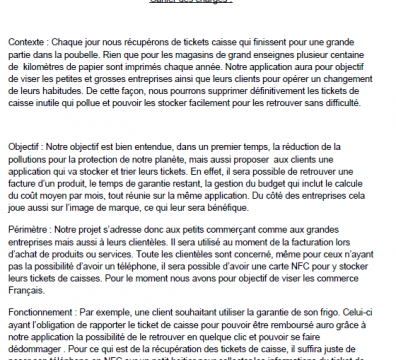 Cahier des charges :
Contexte : Chaque jour nous récupérons de tickets caisse qui finissent pour une grande
partie dans la poubelle. Rien que pour les magasins de grand enseignes plusieur centaine
de  kilomètres de papier sont imprimés chaque année. Notre application aura pour objectif
de viser les petites et grosses entreprises ainsi que leurs clients pour opérer un changement
de leurs habitudes. De cette façon, nous pourrons supprimer définitivement les tickets de
caisse inutile qui pollue et pouvoir les stocker facilement pour les retrouver sans difficulté.
Objectif : Notre objectif est bien entendue, dans un premier temps, la réduction de la
pollutions pour la protection de notre planète, mais aussi proposer  aux clients une
application qui va stocker et trier leurs tickets. En effet, il sera possible de retrouver une
facture d'un produit, le temps de garantie restant, la gestion du budget qui inclut le calcule
du coût moyen par mois, tout réunie sur la même application. Du côté des entreprises cela
joue aussi sur l'image de marque, ce qui leur sera bénéfique.
Périmètre : Notre projet s'adresse donc aux petits commerçant comme aux grandes
entreprises mais aussi à leurs clientèles. Il sera utilisé au moment de la facturation lors
d'achat de produits ou services. Toute les clientèles sont concerné, même pour ceux n'ayant
pas la possibilité d'avoir un téléphone, il sera possible d'avoir une carte NFC pour y stocker
leurs tickets de caisses. Pour le moment nous avons pour objectif de viser les commerce
Français.
Fonctionnement : Par exemple, une client souhaitant utiliser la garantie de son frigo. Celui-ci
ayant l'obligation de rapporter le ticket de caisse pour pouvoir être remboursé auro grâce à
notre application la possibilité de le retrouver en quelque clic et pouvoir se faire
dédommager . Pour ce qui est de la récupération des tickets de caisse, il suffira juste de